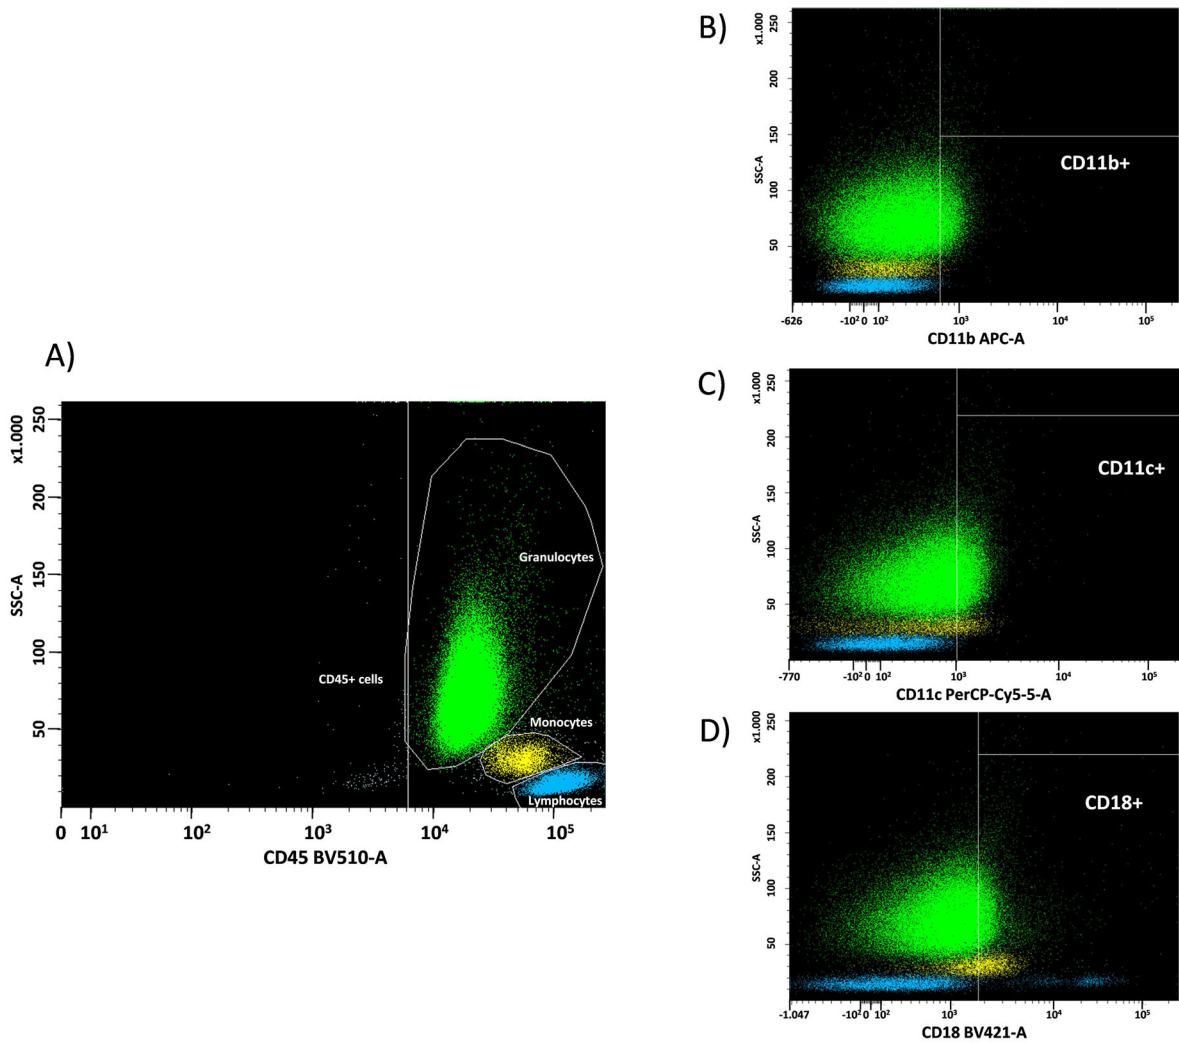 A)
x1.000
250
200
150
100
50
SSC-A
Granulocytes
CD45+ cells
Monocytes
Lymphocytes
0 10¹ 10² 10³ 10⁴ 10⁵
CD45 BV510-A
B)
x1.000
250
200
150
100
50
SSC-A
CD11b+
-626 -10² 0 10² 10³ 10⁴ 10⁵
CD11b APC-A
C)
x1.000
250
200
150
100
50
SSC-A
CD11c+
-770 -10² 0 10² 10³ 10⁴ 10⁵
CD11c PerCP-Cy5-5-A
D)
x1.000
250
200
150
100
50
SSC-A
CD18+
-1.047 -10² 0 10² 10³ 10⁴ 10⁵
CD18 BV421-A